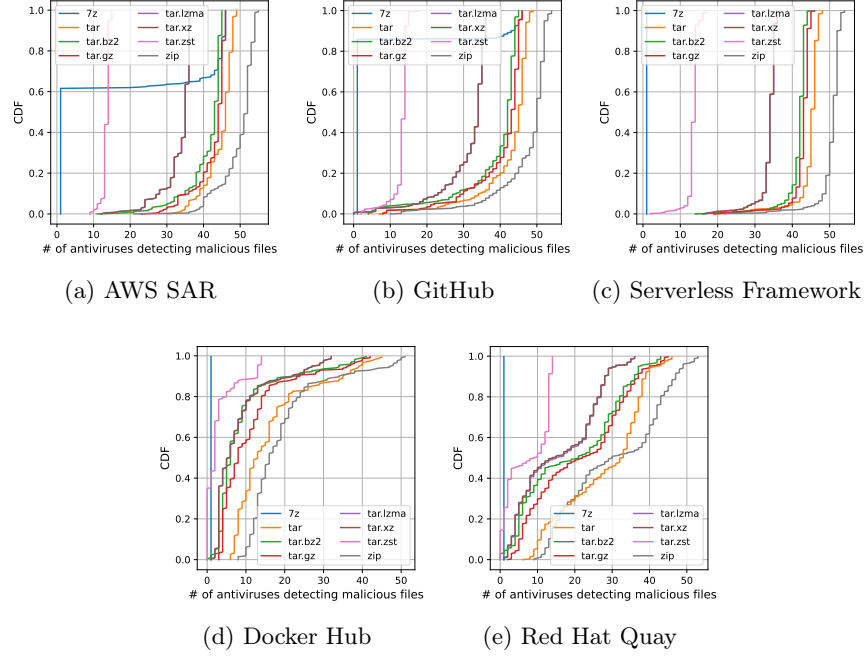 1.0
0.8
0.6
0.4
0.2
0.0
CDF
7z
tar
tar.bz2
tar.gz
tar.lzma
tar.xz
tar.zst
zip
0 10 20 30 40 50
# of antiviruses detecting malicious files
(a) AWS SAR
1.0
0.8
0.6
0.4
0.2
0.0
CDF
7z
tar
tar.bz2
tar.gz
tar.lzma
tar.xz
tar.zst
zip
0 10 20 30 40 50
# of antiviruses detecting malicious files
(b) GitHub
1.0
0.8
0.6
0.4
0.2
0.0
CDF
7z
tar
tar.bz2
tar.gz
tar.lzma
tar.xz
tar.zst
zip
0 10 20 30 40 50
# of antiviruses detecting malicious files
(c) Serverless Framework
1.0
0.8
0.6
0.4
0.2
0.0
CDF
7z
tar
tar.bz2
tar.gz
tar.lzma
tar.xz
tar.zst
zip
0 10 20 30 40 50
# of antiviruses detecting malicious files
(d) Docker Hub
1.0
0.8
0.6
0.4
0.2
0.0
CDF
7z
tar
tar.bz2
tar.gz
tar.lzma
tar.xz
tar.zst
zip
0 10 20 30 40 50
# of antiviruses detecting malicious files
(e) Red Hat Quay